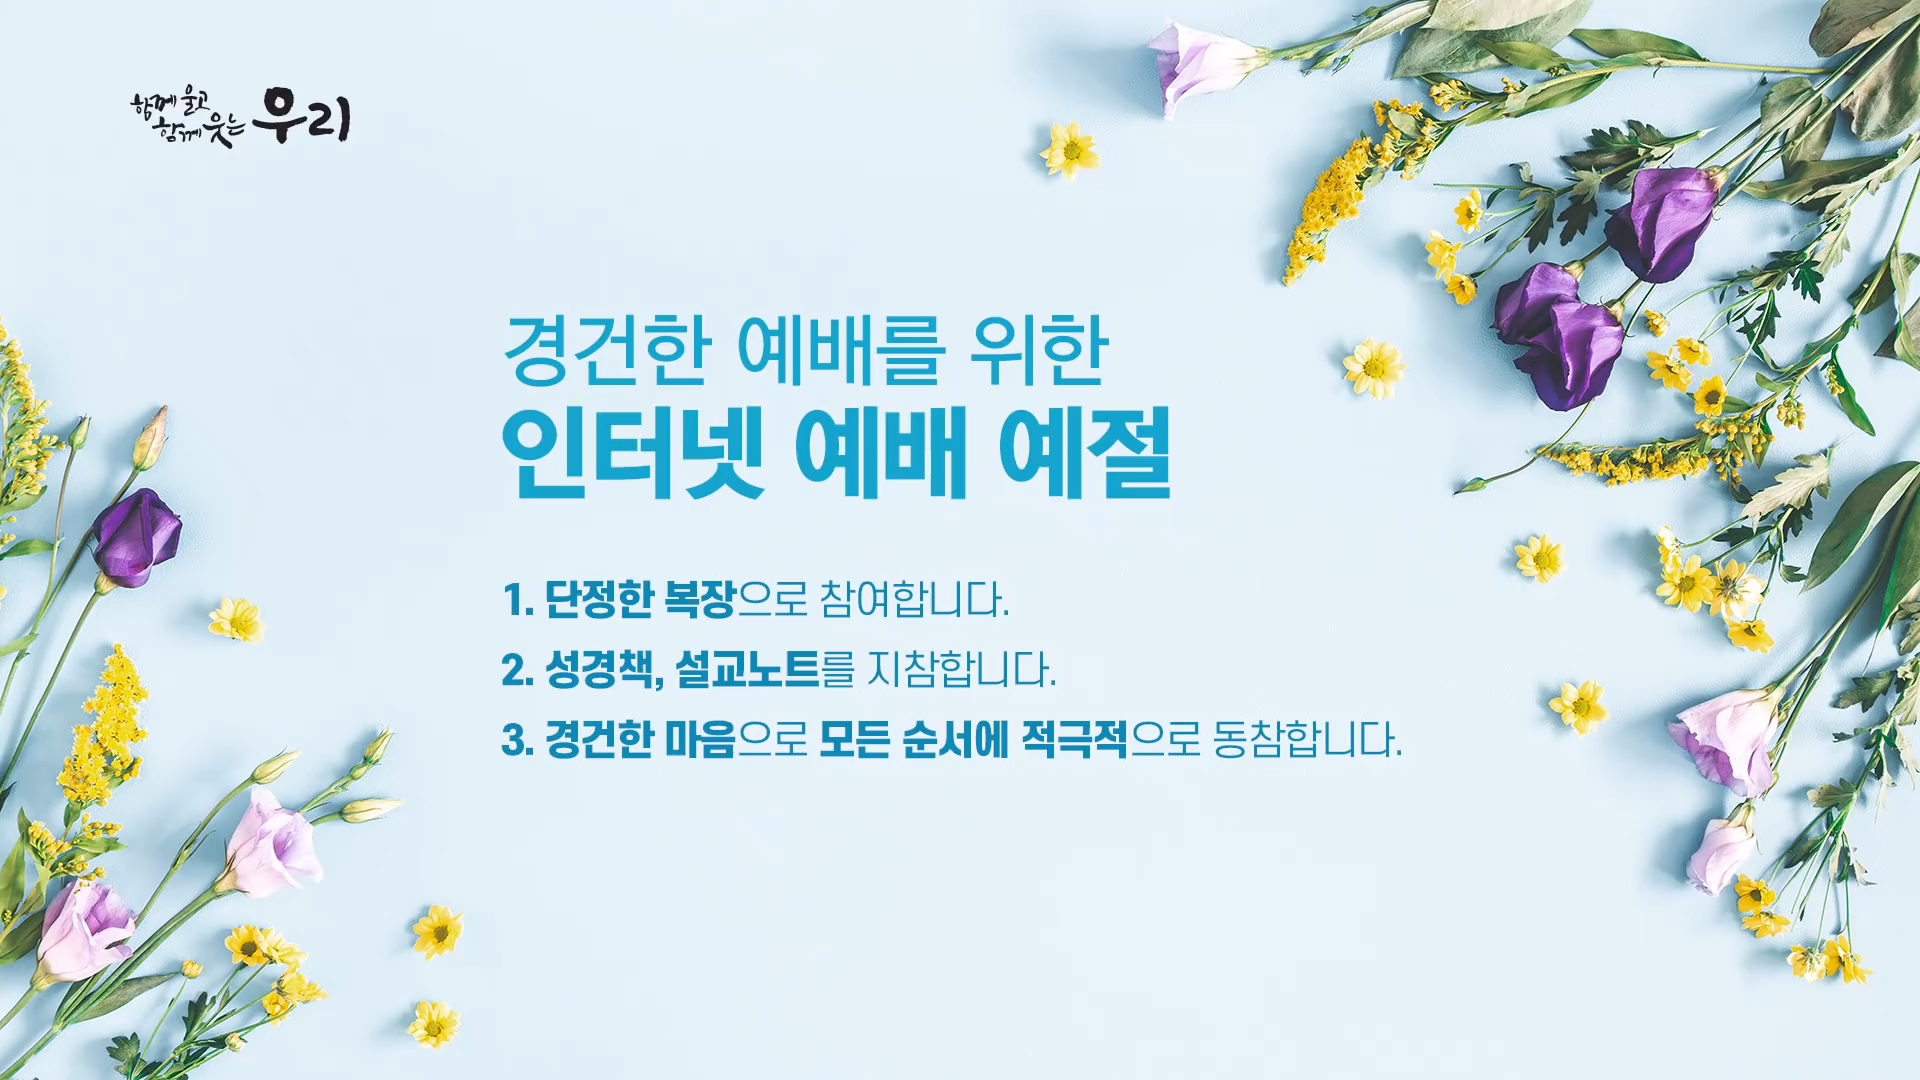 함께 울고
함께 웃는 우리
경건한 예배를 위한
인터넷 예배 예절
1. 단정한 복장으로 참여합니다.
2. 성경책, 설교노트를 지참합니다.
3. 경건한 마음으로 모든 순서에 적극적으로 동참합니다.